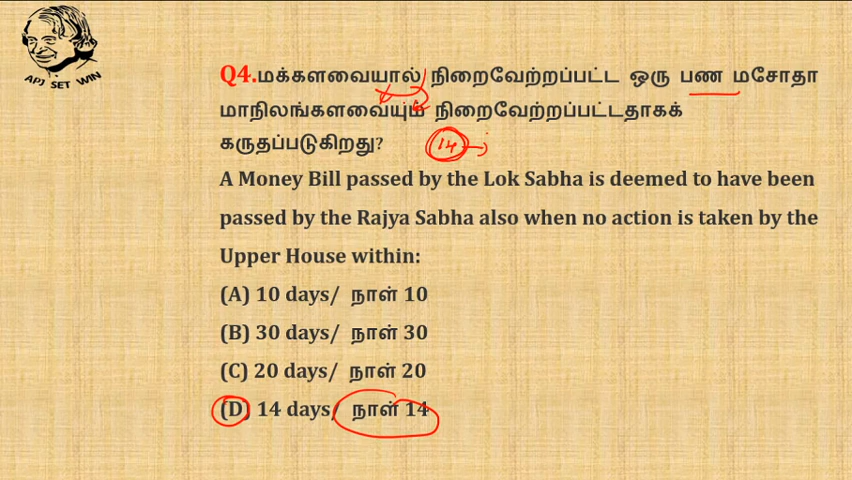 APJ SET WIN
Q4.மக்களவையால் நிறைவேற்றப்பட்ட ஒரு பண மசோதா
மாநிலங்களவையும் நிறைவேற்றப்பட்டதாகக்
கருதப்படுகிறது?
14
A Money Bill passed by the Lok Sabha is deemed to have been
passed by the Rajya Sabha also when no action is taken by the
Upper House within:
(A) 10 days/ நாள் 10
(B) 30 days/ நாள் 30
(C) 20 days/ நாள் 20
(D) 14 days/ நாள் 14